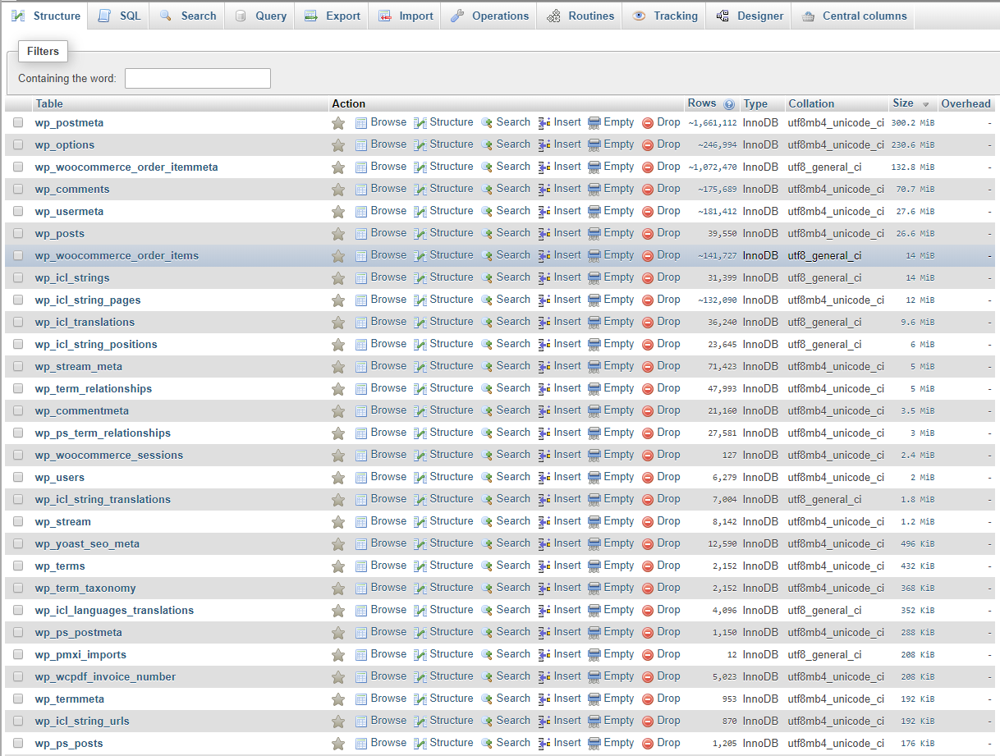 Structure SQL Search Query Export Import Operations Routines Tracking Designer Central columns
Filters
Containing the word:
Table Action Rows Type Collation Size Overhead
wp_postmeta Browse Structure Search Insert Empty Drop ~1,661,112 InnoDB utf8mb4_unicode_ci 300.2 MiB -
wp_options Browse Structure Search Insert Empty Drop ~246,994 InnoDB utf8mb4_unicode_ci 230.6 MiB -
wp_woocommerce_order_itemmeta Browse Structure Search Insert Empty Drop ~1,072,470 InnoDB utf8_general_ci 132.8 MiB -
wp_comments Browse Structure Search Insert Empty Drop ~175,689 InnoDB utf8mb4_unicode_ci 70.7 MiB -
wp_usermeta Browse Structure Search Insert Empty Drop ~181,412 InnoDB utf8mb4_unicode_ci 27.6 MiB -
wp_posts Browse Structure Search Insert Empty Drop 39,550 InnoDB utf8mb4_unicode_ci 26.6 MiB -
wp_woocommerce_order_items Browse Structure Search Insert Empty Drop ~141,727 InnoDB utf8_general_ci 14 MiB -
wp_icl_strings Browse Structure Search Insert Empty Drop 31,399 InnoDB utf8_general_ci 14 MiB -
wp_icl_string_pages Browse Structure Search Insert Empty Drop ~132,090 InnoDB utf8mb4_unicode_ci 12 MiB -
wp_icl_translations Browse Structure Search Insert Empty Drop 36,240 InnoDB utf8_general_ci 9.6 MiB -
wp_icl_string_positions Browse Structure Search Insert Empty Drop 23,645 InnoDB utf8_general_ci 6 MiB -
wp_stream_meta Browse Structure Search Insert Empty Drop 71,423 InnoDB utf8mb4_unicode_ci 5 MiB -
wp_term_relationships Browse Structure Search Insert Empty Drop 47,993 InnoDB utf8mb4_unicode_ci 5 MiB -
wp_commentmeta Browse Structure Search Insert Empty Drop 21,160 InnoDB utf8mb4_unicode_ci 3.5 MiB -
wp_ps_term_relationships Browse Structure Search Insert Empty Drop 27,581 InnoDB utf8mb4_unicode_ci 3 MiB -
wp_woocommerce_sessions Browse Structure Search Insert Empty Drop 127 InnoDB utf8mb4_unicode_ci 2.4 MiB -
wp_users Browse Structure Search Insert Empty Drop 6,279 InnoDB utf8mb4_unicode_ci 2 MiB -
wp_icl_string_translations Browse Structure Search Insert Empty Drop 7,004 InnoDB utf8_general_ci 1.8 MiB -
wp_stream Browse Structure Search Insert Empty Drop 8,142 InnoDB utf8mb4_unicode_ci 1.2 MiB -
wp_yoast_seo_meta Browse Structure Search Insert Empty Drop 12,590 InnoDB utf8mb4_unicode_ci 496 KiB -
wp_terms Browse Structure Search Insert Empty Drop 2,152 InnoDB utf8mb4_unicode_ci 432 KiB -
wp_term_taxonomy Browse Structure Search Insert Empty Drop 2,152 InnoDB utf8mb4_unicode_ci 368 KiB -
wp_icl_languages_translations Browse Structure Search Insert Empty Drop 4,096 InnoDB utf8_general_ci 352 KiB -
wp_ps_postmeta Browse Structure Search Insert Empty Drop 1,150 InnoDB utf8mb4_unicode_ci 288 KiB -
wp_pmxi_imports Browse Structure Search Insert Empty Drop 12 InnoDB utf8_general_ci 208 KiB -
wp_wcpdf_invoice_number Browse Structure Search Insert Empty Drop 5,023 InnoDB utf8mb4_unicode_ci 208 KiB -
wp_termmeta Browse Structure Search Insert Empty Drop 953 InnoDB utf8mb4_unicode_ci 192 KiB -
wp_icl_string_urls Browse Structure Search Insert Empty Drop 870 InnoDB utf8mb4_unicode_ci 192 KiB -
wp_ps_posts Browse Structure Search Insert Empty Drop 1,205 InnoDB utf8mb4_unicode_ci 176 KiB -